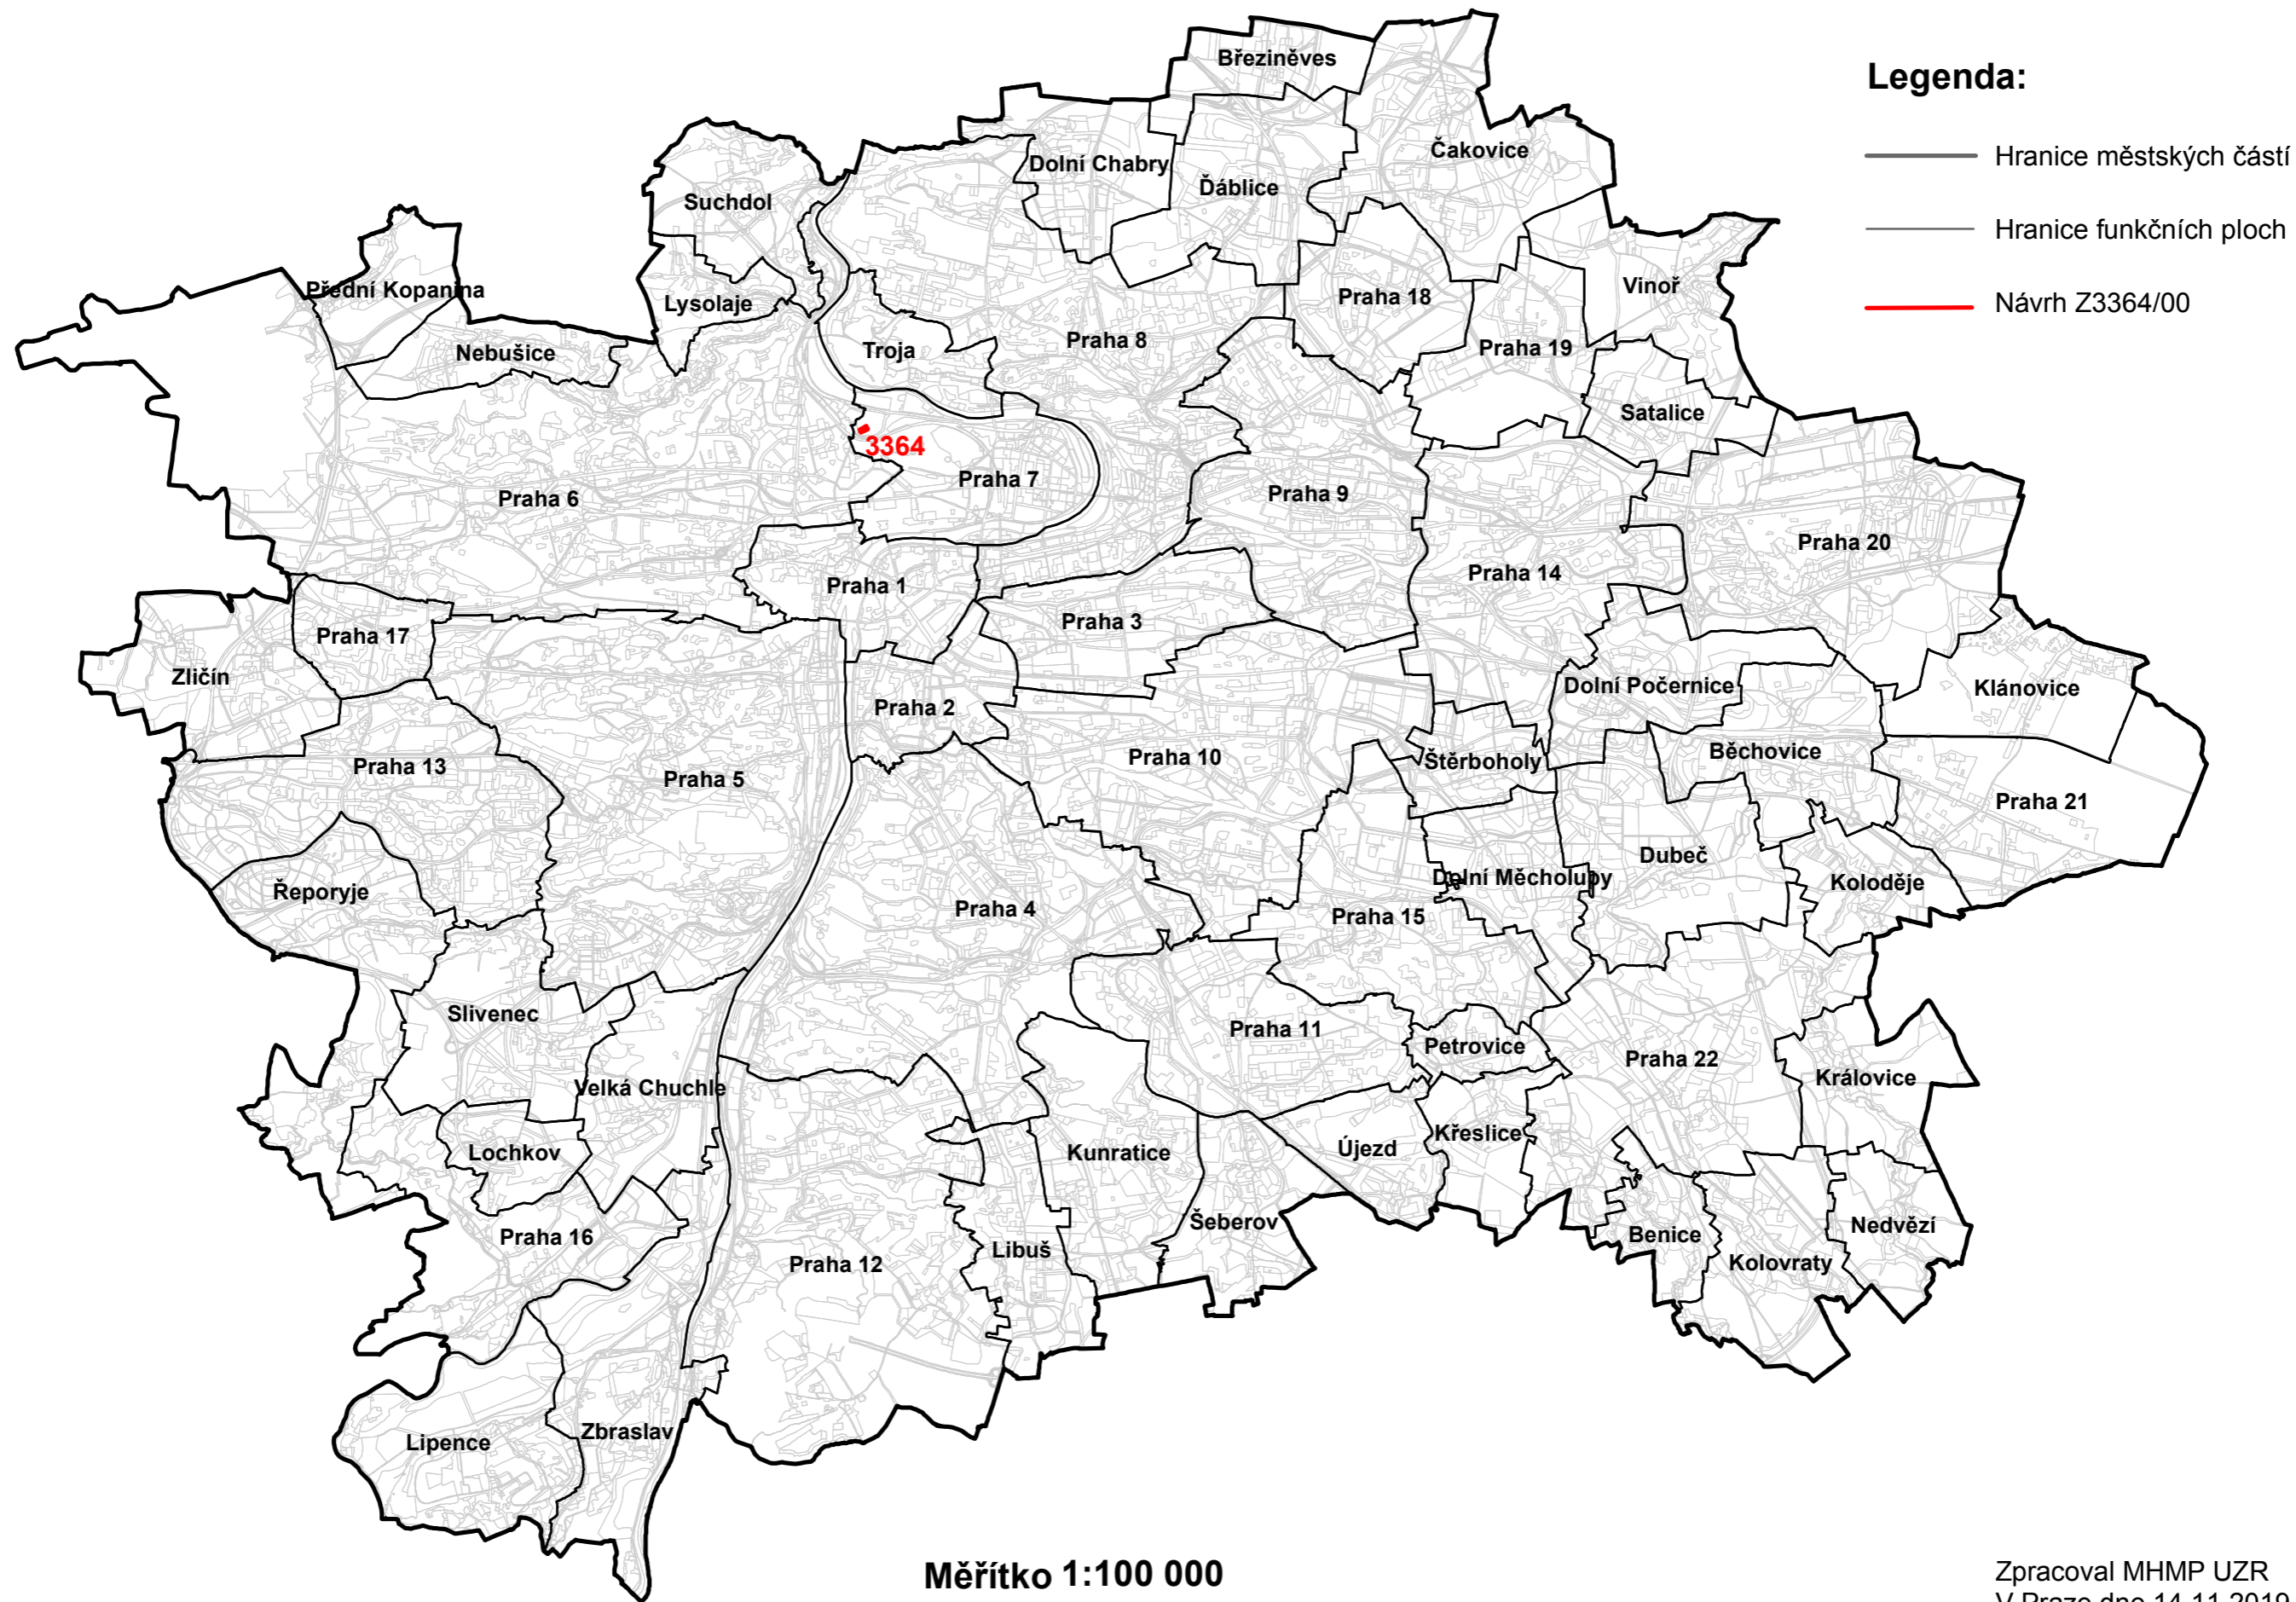 Březiněves
Legenda:
Čakovice
Hranice městských částí
Dolní Chabry
Ďáblice
Suchdol
Hranice funkčních ploch
Přední Kopanina
Lysolaje
Vinoř
Praha 18
Návrh Z3364/00
Nebušice
Troja
Praha 8
Praha 19
Satalice
3364
Praha 6
Praha 7
Praha 9
Praha 20
Praha 1
Praha 14
Praha 17
Praha 3
Zličín
Dolní Počernice
Klánovice
Praha 2
Praha 13
Praha 5
Praha 10
Štěrboholy
Běchovice
Praha 21
Řeporyje
Praha 4
Dolní Měcholupy
Dubeč
Koloděje
Praha 15
Slivenec
Praha 11
Petrovice
Praha 22
Velká Chuchle
Královice
Lochkov
Kunratice
Újezd
Křeslice
Praha 16
Šeberov
Praha 12
Libuš
Benice
Nedvězí
Kolovraty
Lipence
Zbraslav
Měřítko 1:100 000
Zpracoval MHMP UZR
V Praze dne 14.11.2019